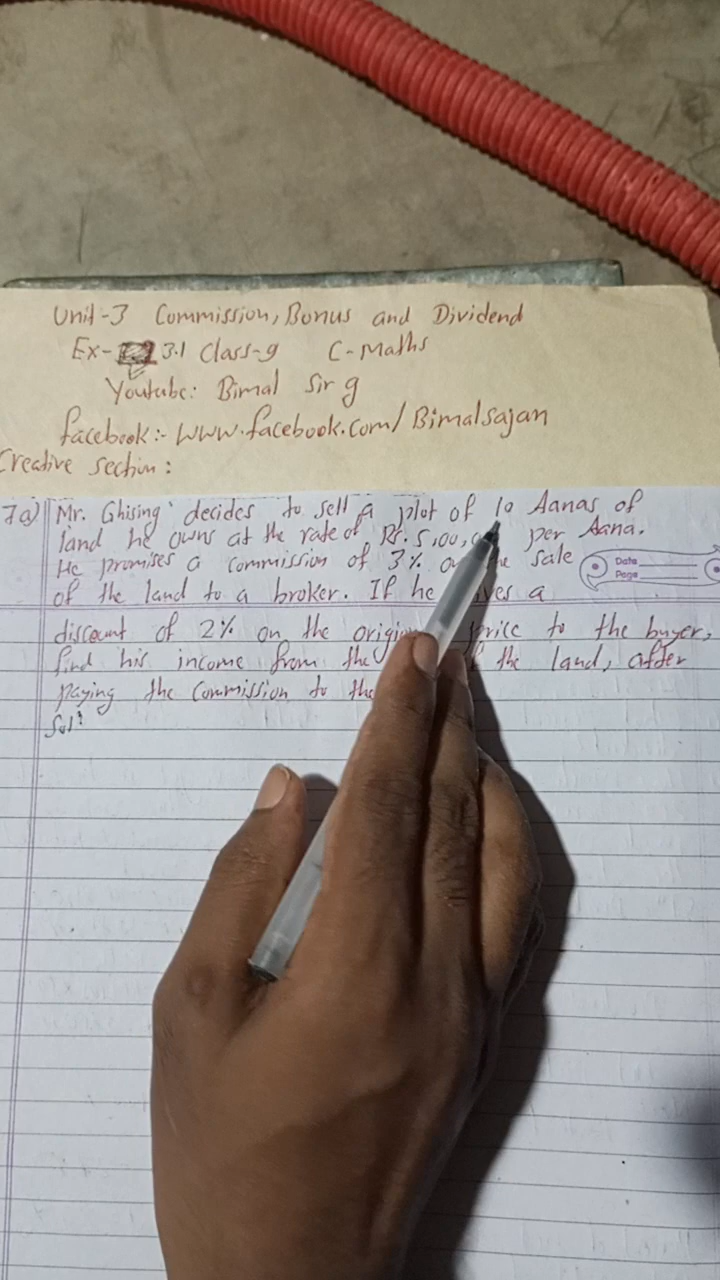 Unit-3 Commission, Bonus and Dividend
Ex- 3.1 Class-9 C-Maths
Youtube: Bimal Sir g
facebook:- www.facebook.com/Bimalsajan
Creative section:
7a) Mr. Ghising decides to sell a plot of 10 Aanas of
land he owns at the rate of Rs. 5,00,0 per Aana.
He promises a commission of 3% on the sale
Date
Page
of the land to a broker. If he gives a
discount of 2% on the origin price to the buyer,
find his income from the the land, after
paying the commission to the
Sol: